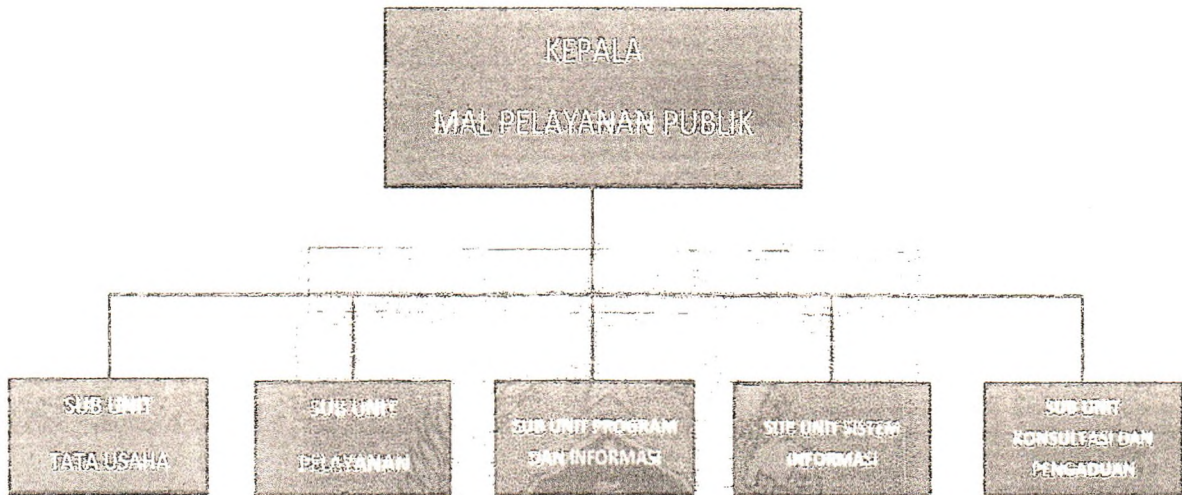 KEPALA
MAL PELAYANAN PUBLIK
SUB UNIT
TATA USAHA
SUB UNIT
PELAYANAN
SUB UNIT PROGRAM
DAN INFORMASI
SUB UNIT SISTEM
INFORMASI
SUB UNIT
KONSULTASI DAN
PENGADUAN